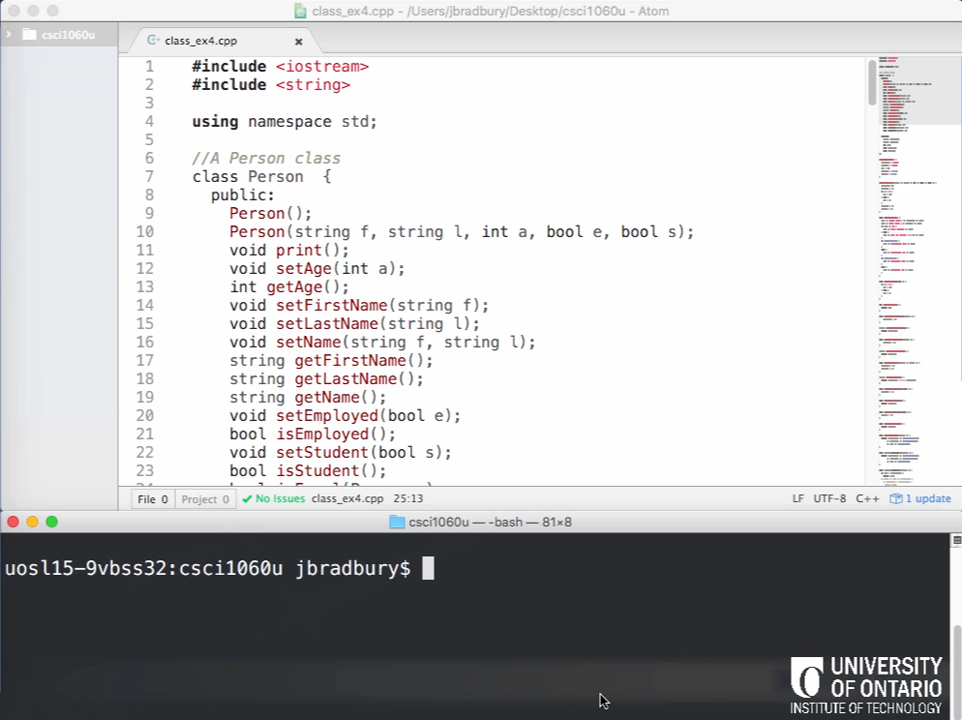 class_ex4.cpp - /Users/jbradbury/Desktop/csci1060u - Atom
csci1060u
class_ex4.cpp
1 #include <iostream>
2 #include <string>
3
4 using namespace std;
5
6 //A Person class
7 class Person {
8 public:
9 Person();
10 Person(string f, string l, int a, bool e, bool s);
11 void print();
12 void setAge(int a);
13 int getAge();
14 void setFirstName(string f);
15 void setLastName(string l);
16 void setName(string f, string l);
17 string getFirstName();
18 string getLastName();
19 string getName();
20 void setEmployed(bool e);
21 bool isEmployed();
22 void setStudent(bool s);
23 bool isStudent();
File 0 Project 0 No Issues class_ex4.cpp 25:13 LF UTF-8 C++ 1 update
csci1060u — -bash — 81×8
uosl15-9vbss32:csci1060u jbradbury$
UNIVERSITY
OF ONTARIO
INSTITUTE OF TECHNOLOGY